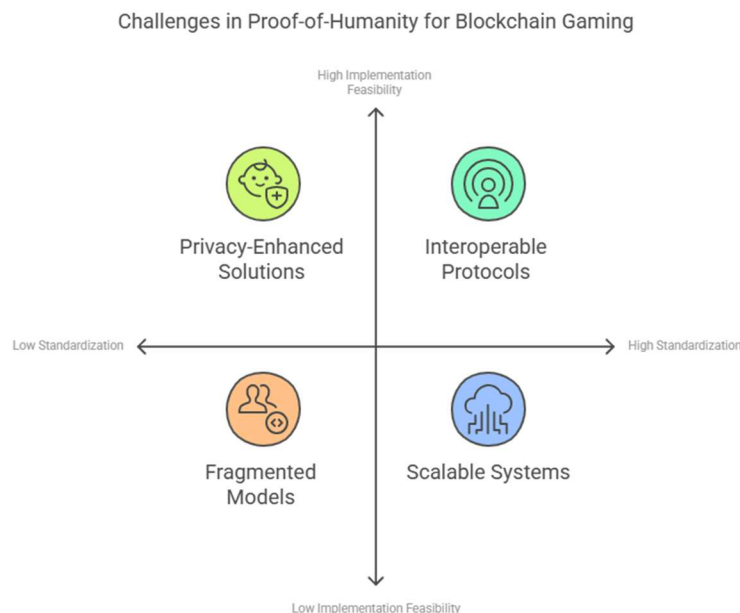 Challenges in Proof-of-Humanity for Blockchain Gaming
High Implementation
Feasibility
Privacy-Enhanced
Solutions
Interoperable
Protocols
Low Standardization
High Standardization
Fragmented
Models
Scalable Systems
Low Implementation Feasibility